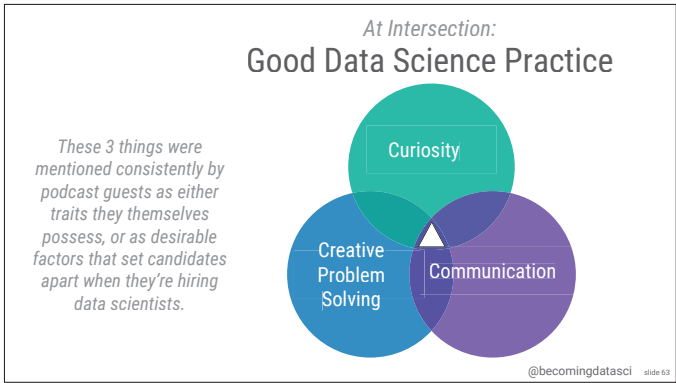 At Intersection:
Good Data Science Practice
These 3 things were
mentioned consistently by
podcast guests as either
traits they themselves
possess, or as desirable
factors that set candidates
apart when they're hiring
data scientists.
Curiosity
Creative
Problem
Solving
Communication
@becomingdatasci slide 63